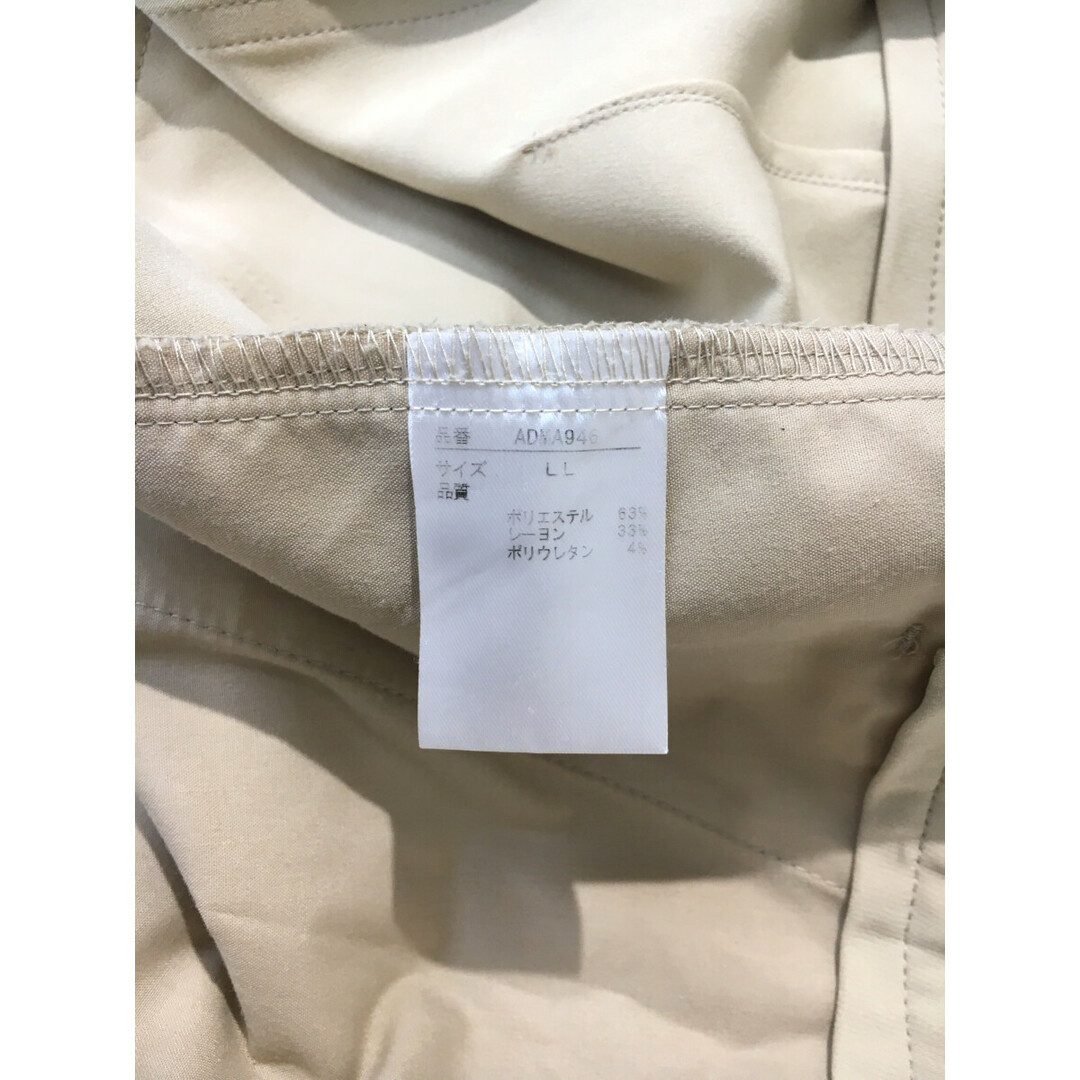 品番 ADMA946
サイズ LL
品質
ポリエステル 63%
レーヨン 33%
ポリウレタン 4%